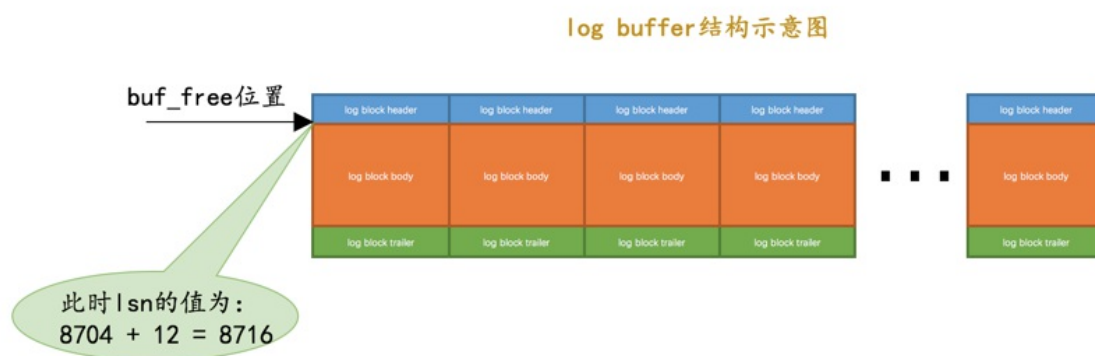 log buffer结构示意图
buf_free位置
log block header
log block header
log block header
log block header
log block header
log block body
log block body
log block body
log block body
log block body
log block trailer
log block trailer
log block trailer
log block trailer
log block trailer
此时lsn的值为：
8704 + 12 = 8716